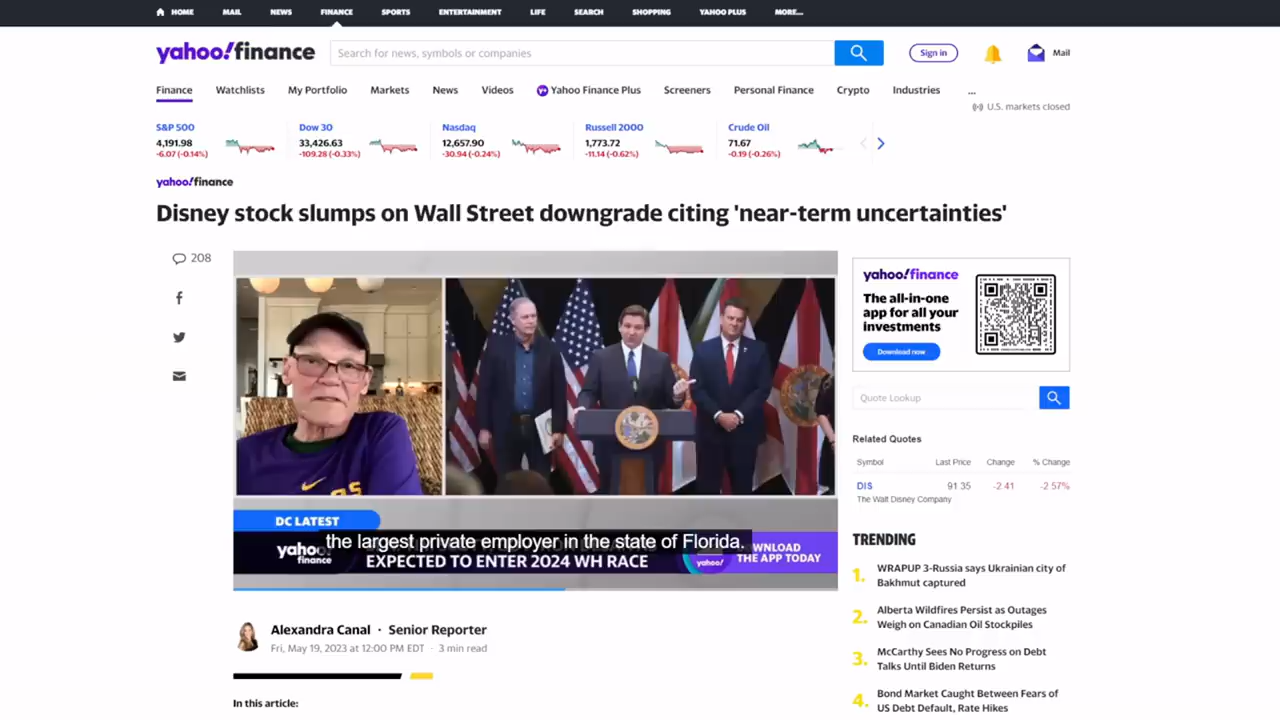 HOME MAIL NEWS FINANCE SPORTS ENTERTAINMENT LIFE SEARCH SHOPPING YAHOO PLUS MORE...
yahoo!finance Search for news, symbols or companies Sign in Mail
Finance Watchlists My Portfolio Markets News Videos Yahoo Finance Plus Screeners Personal Finance Crypto Industries ...
U.S. markets closed
S&P 500 Dow 30 Nasdaq Russell 2000 Crude Oil
4,191.98 33,426.63 12,657.90 1,773.72 71.67
-6.07 (-0.14%) -109.28 (-0.33%) -30.94 (-0.24%) -11.14 (-0.62%) -0.19 (-0.26%)
yahoo!finance
Disney stock slumps on Wall Street downgrade citing 'near-term uncertainties'
208
DC LATEST
the largest private employer in the state of Florida.
yahoo!
finance
EXPECTED TO ENTER 2024 WH RACE
yahoo!
THE APP TODAY
Alexandra Canal · Senior Reporter
Fri, May 19, 2023 at 12:00 PM EDT · 3 min read
In this article:
yahoo!finance
The all-in-one
app for all your
investments
Download now
Quote Lookup
Related Quotes
Symbol Last Price Change % Change
DIS 91.35 -2.41 -2.57%
The Walt Disney Company
TRENDING
1. WRAPUP 3-Russia says Ukrainian city of
Bakhmut captured
2. Alberta Wildfires Persist as Outages
Weigh on Canadian Oil Stockpiles
3. McCarthy Sees No Progress on Debt
Talks Until Biden Returns
4. Bond Market Caught Between Fears of
US Debt Default, Rate Hikes